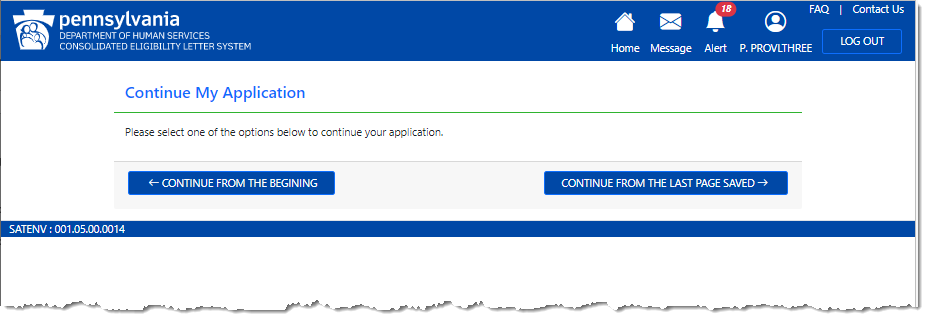 pennsylvania
DEPARTMENT OF HUMAN SERVICES
CONSOLIDATED ELIGIBILITY LETTER SYSTEM
Home
Message
18
Alert
P. PROVLTHREE
FAQ | Contact Us
LOG OUT
Continue My Application
Please select one of the options below to continue your application.
← CONTINUE FROM THE BEGINING
CONTINUE FROM THE LAST PAGE SAVED →
SATENV : 001.05.00.0014